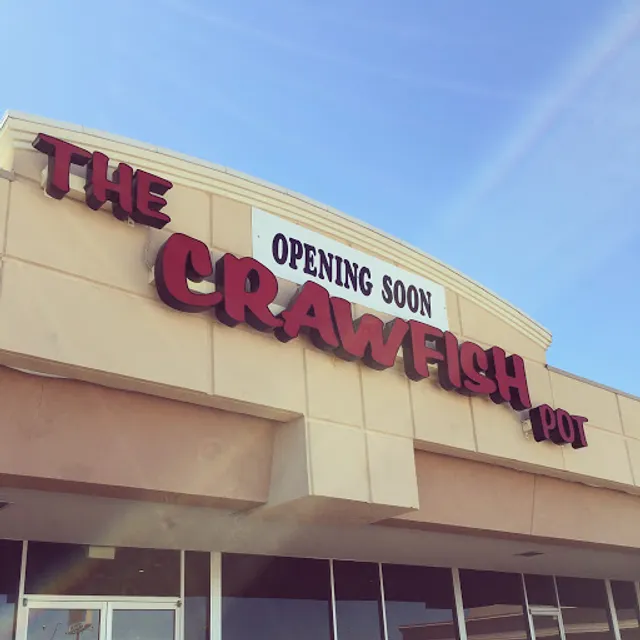 THE
OPENING SOON
CRAWFISH
POT